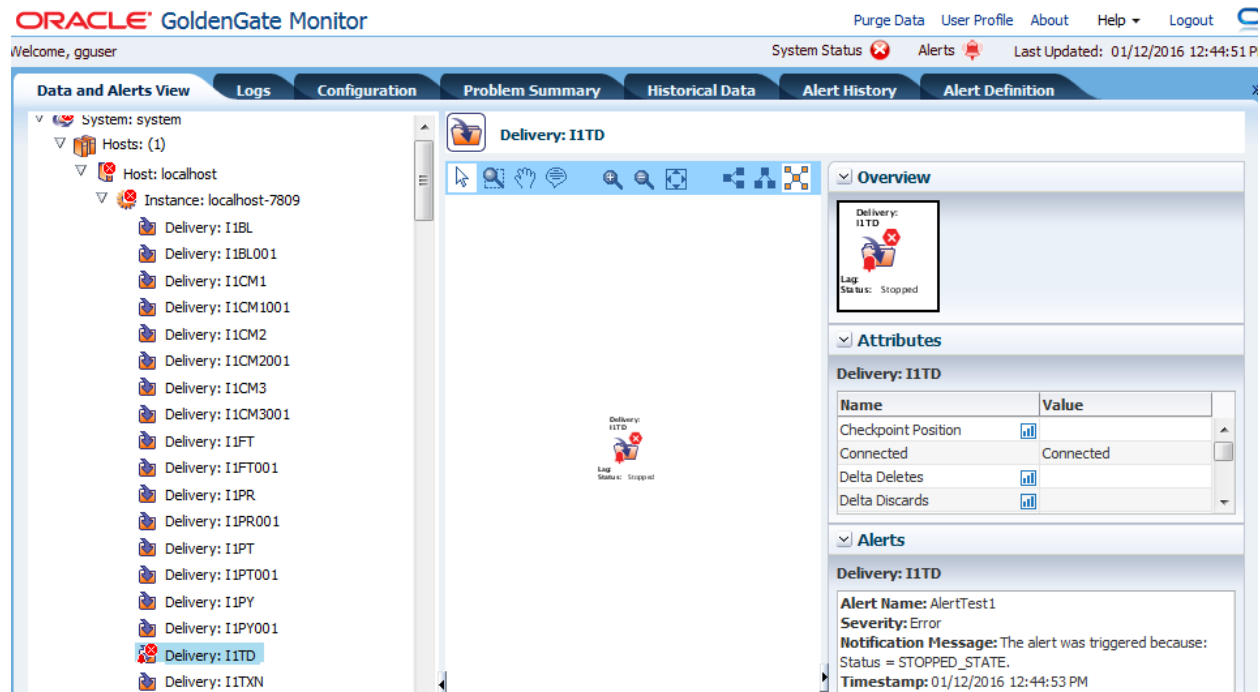 ORACLE GoldenGate Monitor
Purge Data User Profile About Help Logout
Welcome, gguser
System Status Alerts Last Updated: 01/12/2016 12:44:51 P
Data and Alerts View Logs Configuration Problem Summary Historical Data Alert History Alert Definition
System: system
Hosts: (1)
Host: localhost
Instance: localhost-7809
Delivery: I1BL
Delivery: I1BL001
Delivery: I1CM1
Delivery: I1CM1001
Delivery: I1CM2
Delivery: I1CM2001
Delivery: I1CM3
Delivery: I1CM3001
Delivery: I1FT
Delivery: I1FT001
Delivery: I1PR
Delivery: I1PR001
Delivery: I1PT
Delivery: I1PT001
Delivery: I1PY
Delivery: I1PY001
Delivery: I1TD
Delivery: I1TXN
Delivery: I1TD
Delivery:
I1TD
Lag:
Status: Stopped
Overview
Delivery:
I1TD
Lag:
Status: Stopped
Attributes
Delivery: I1TD
Name Value
Checkpoint Position
Connected Connected
Delta Deletes
Delta Discards
Alerts
Delivery: I1TD
Alert Name: AlertTest1
Severity: Error
Notification Message: The alert was triggered because:
Status = STOPPED_STATE.
Timestamp: 01/12/2016 12:44:53 PM